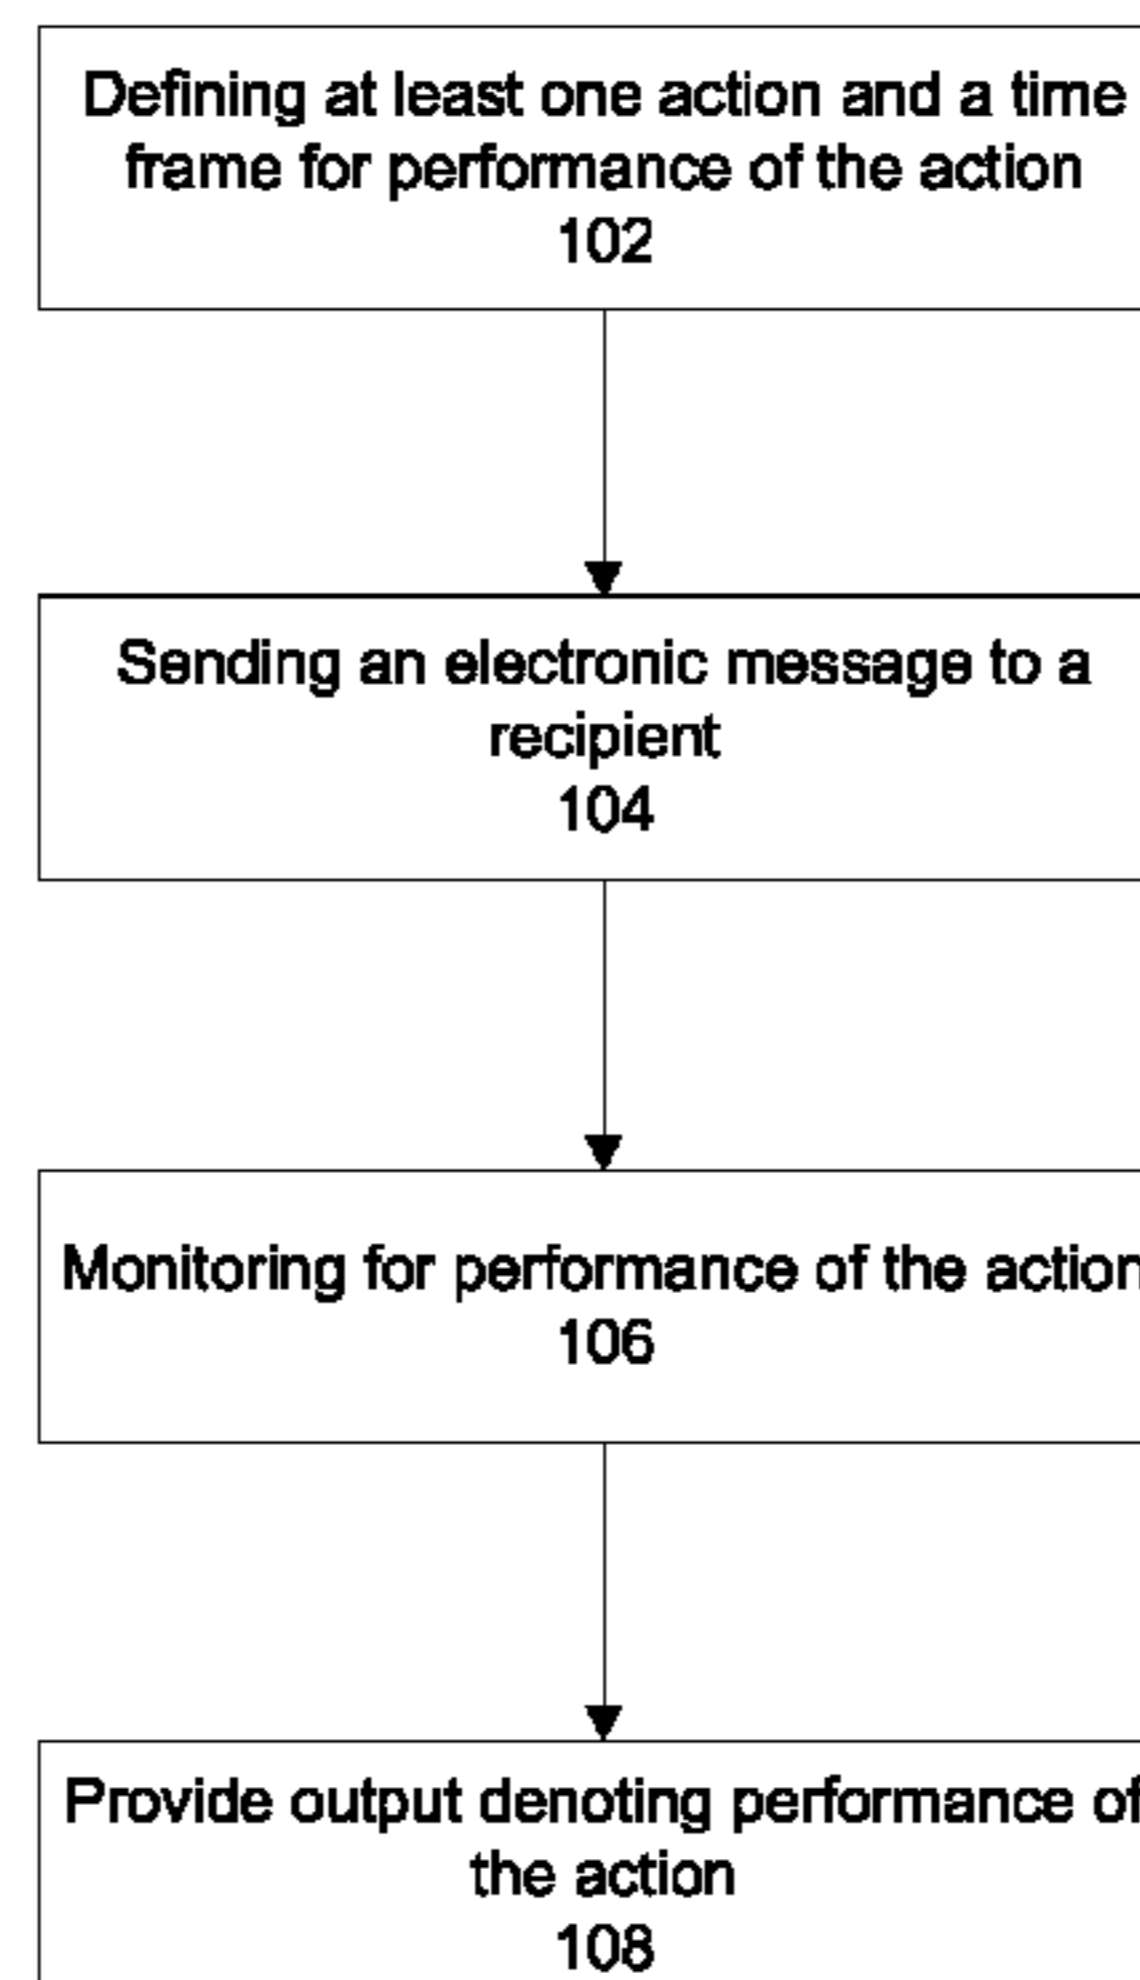 Defining at least one action and a time
frame for performance of the action
102
Sending an electronic message to a
recipient
104
Monitoring for performance of the action
106
Provide output denoting performance of
the action
108